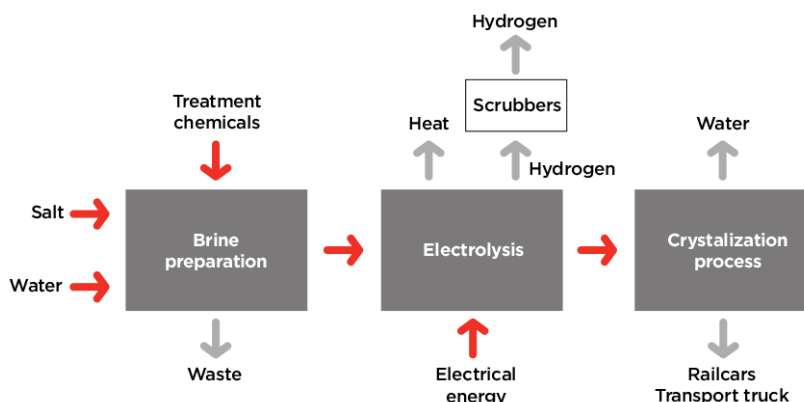 Hydrogen
Treatment
chemicals
Scrubbers
Heat
Water
Hydrogen
Salt
Brine
preparation
Electrolysis
Crystalization
process
Water
Waste
Electrical
energy
Railcars
Transport truck